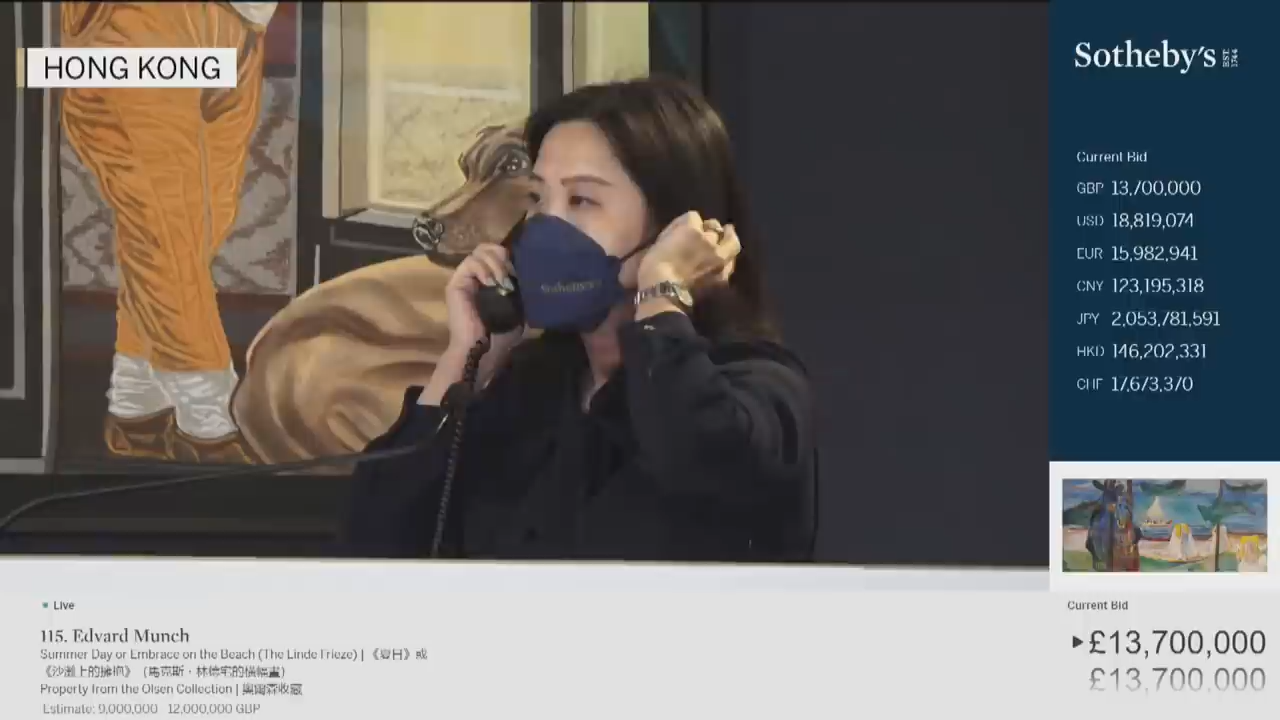 HONG KONG
Sotheby's EST. 1744
Current Bid
GBP 13,700,000
USD 18,819,074
EUR 15,982,941
CNY 123,195,318
JPY 2,053,781,591
HKD 146,202,331
CHF 17,673,370
Sotheby's
Live
115. Edvard Munch
Summer Day or Embrace on the Beach (The Linde Frieze) | 《夏日》或
《沙灘上的擁抱》（馬克斯·林德宅的橫幅畫）
Property from the Olsen Collection | 奧爾森收藏
Estimate: 9,000,000 - 12,000,000 GBP
Current Bid
£13,700,000
£13,700,000